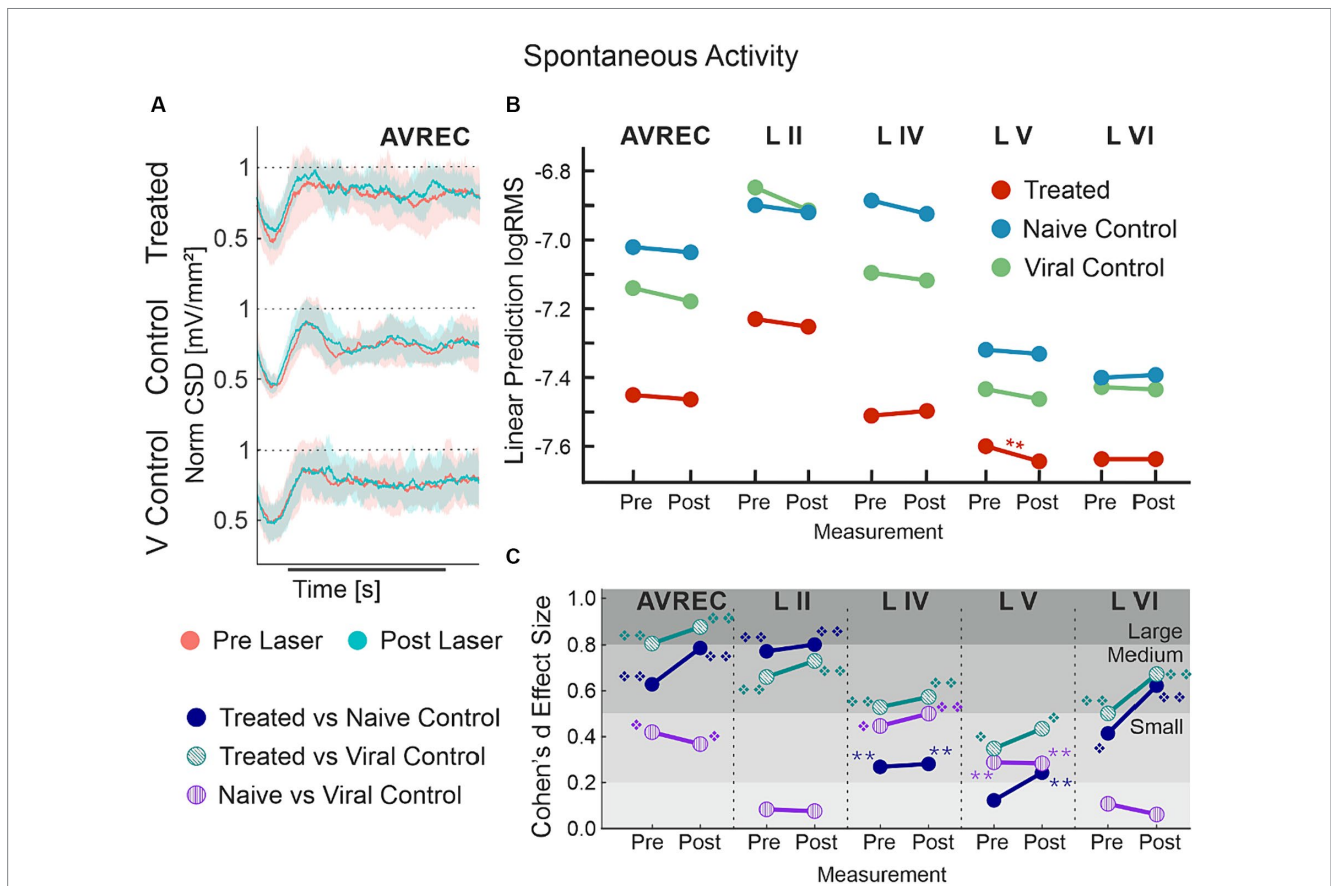 Spontaneous Activity
A
AVREC
Treated
Control
V Control
Norm CSD [mV/mm²]
1
0.5
1
0.5
1
0.5
Time [s]
Pre Laser
Post Laser
B
AVREC
L II
L IV
L V
L VI
Linear Prediction logRMS
-6.8
-7.0
-7.2
-7.4
-7.6
Treated
Naive Control
Viral Control
**
Pre Post Pre Post Pre Post Pre Post Pre Post
Measurement
Treated vs Naive Control
Treated vs Viral Control
Naive vs Viral Control
C
AVREC
L II
L IV
L V
L VI
Cohen's d Effect Size
1.0
0.8
0.6
0.4
0.2
0.0
Large
Medium
Small
** **
** **
**
Pre Post Pre Post Pre Post Pre Post Pre Post
Measurement